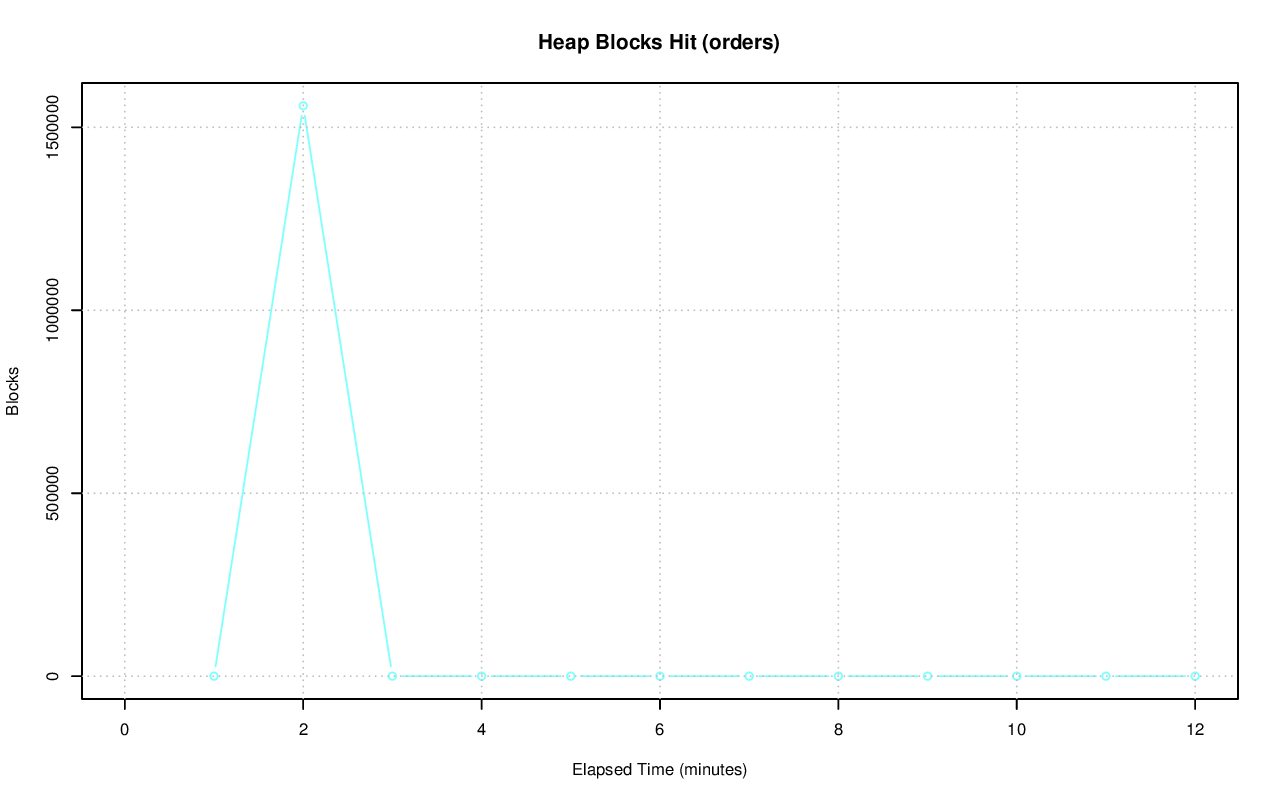 Heap Blocks Hit (orders)
1500000
1000000
500000
0
Blocks
0 2 4 6 8 10 12
Elapsed Time (minutes)